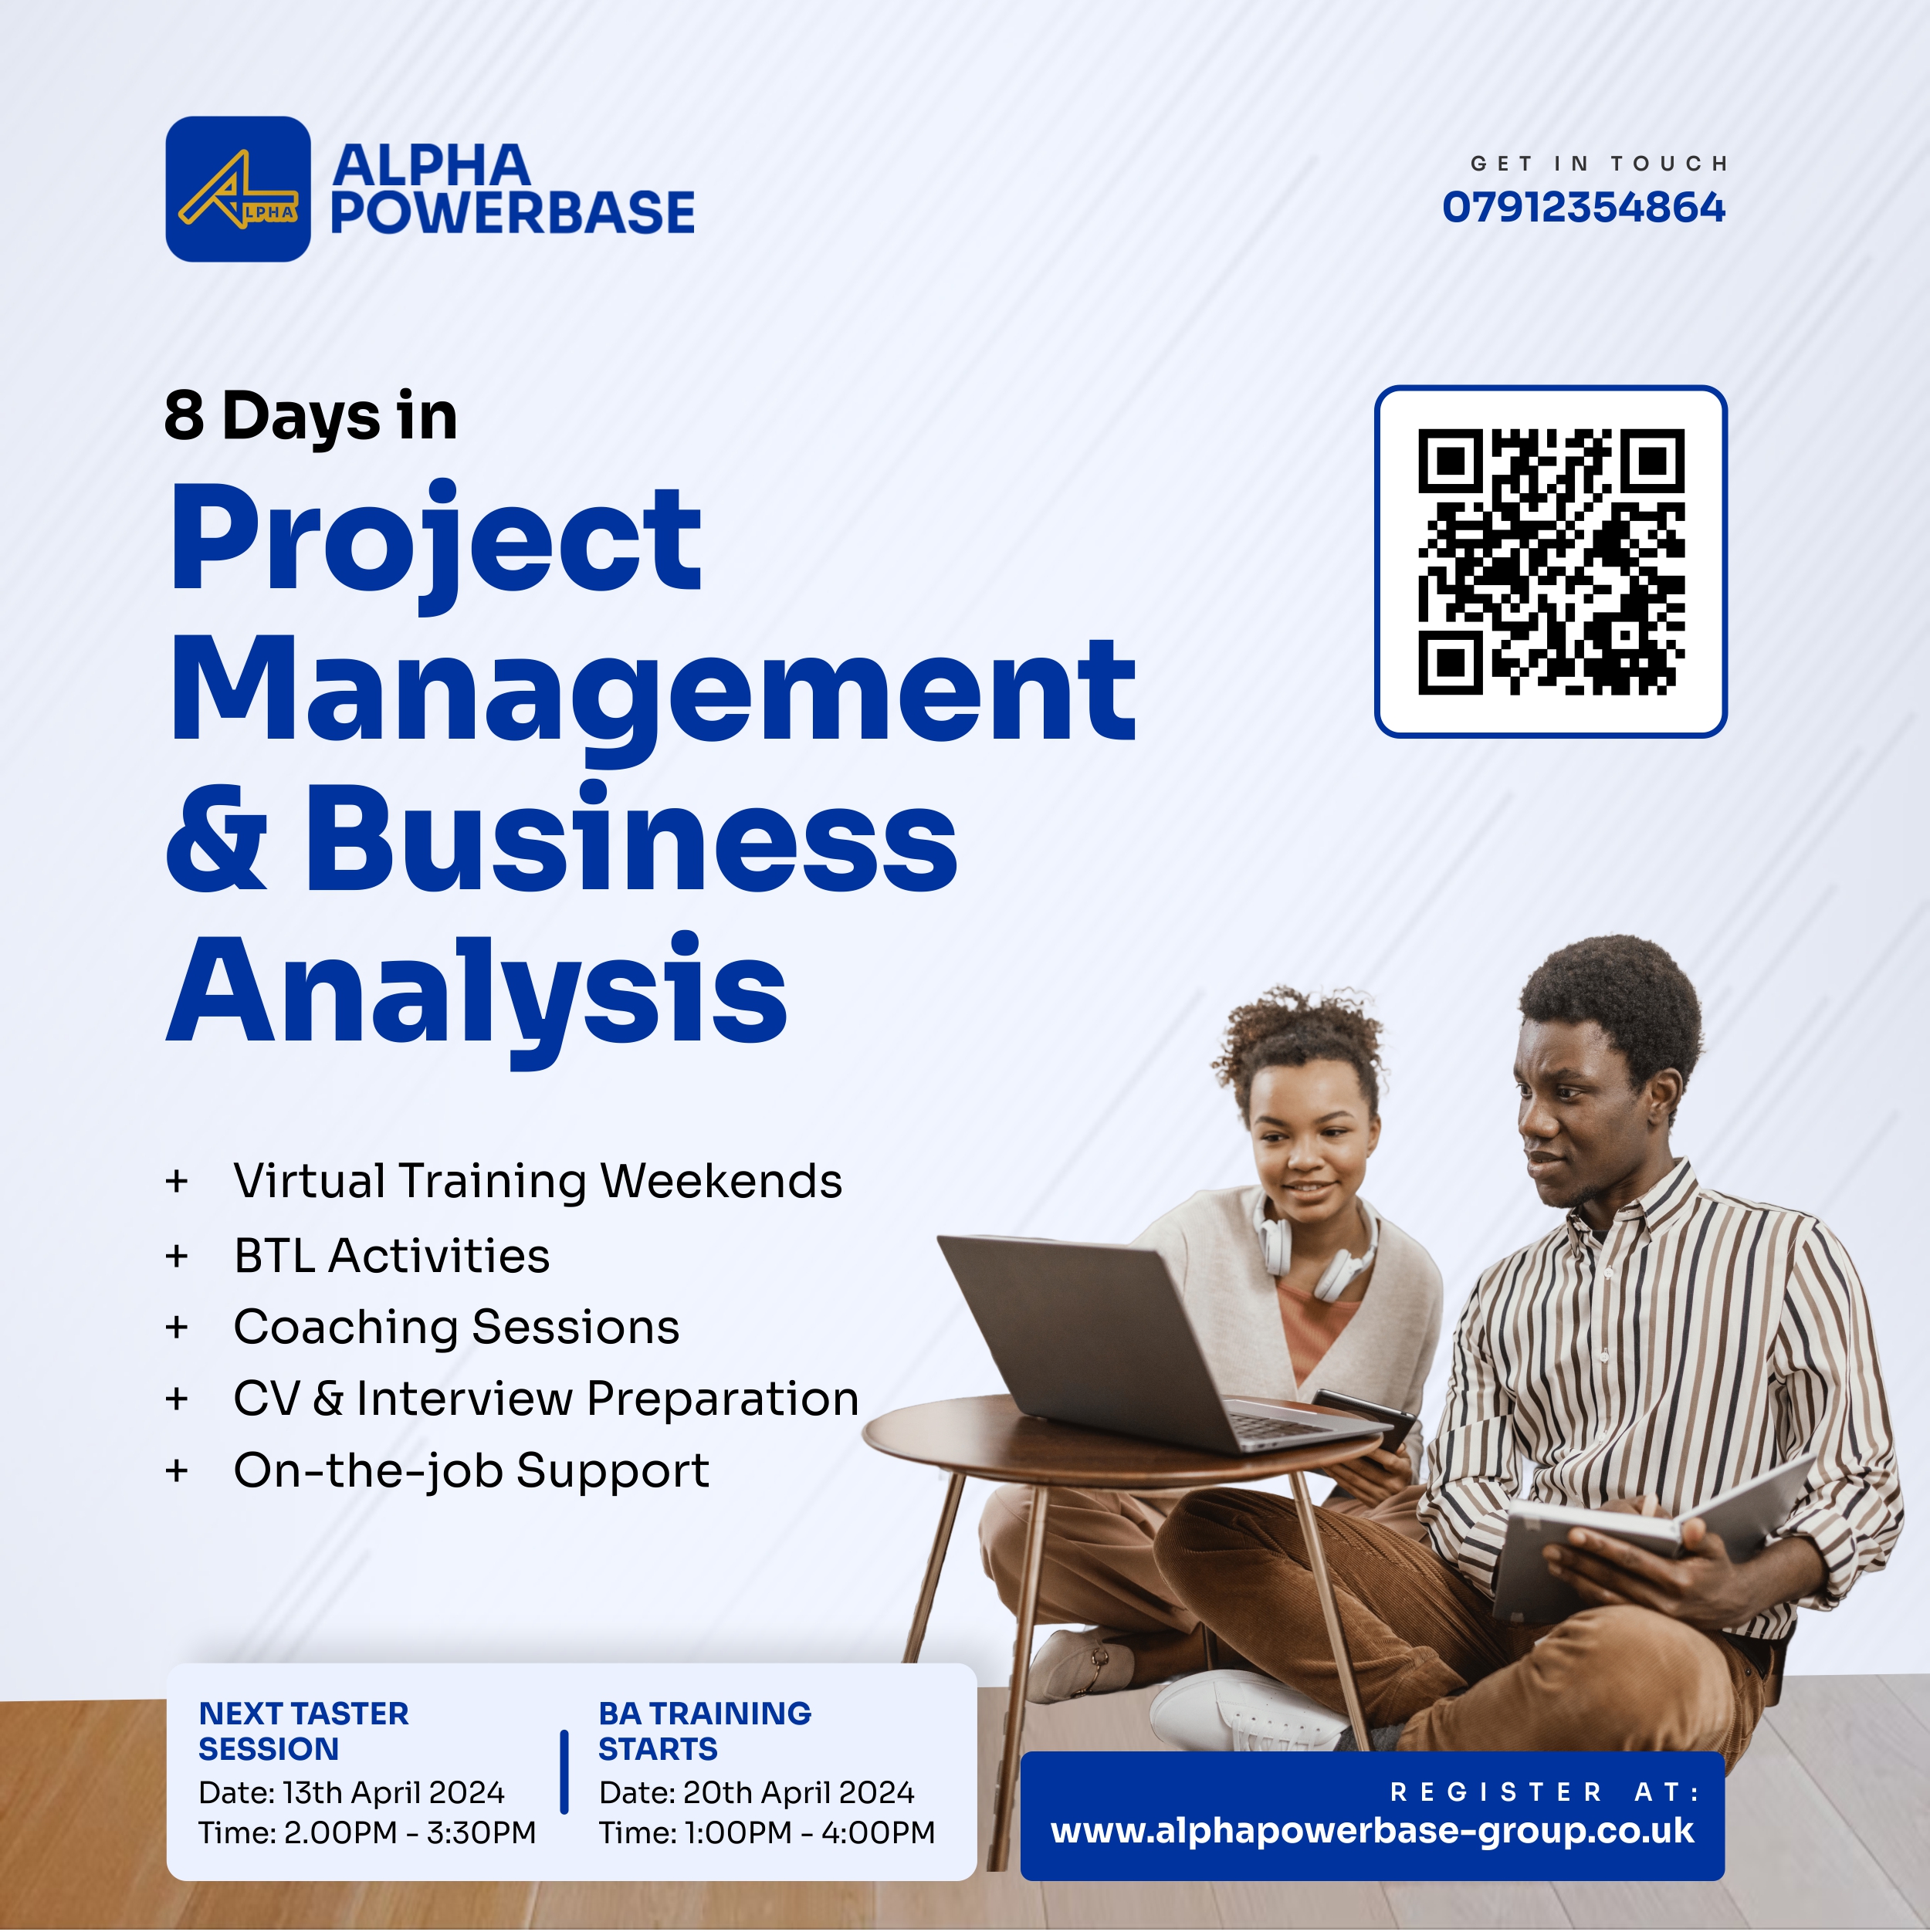 ALPHA
ALPHA
POWERBASE
GET IN TOUCH
07912354864
8 Days in
Project
Management
& Business
Analysis
+ Virtual Training Weekends
+ BTL Activities
+ Coaching Sessions
+ CV & Interview Preparation
+ On-the-job Support
NEXT TASTER
SESSION
Date: 13th April 2024
Time: 2.00PM - 3:30PM
BA TRAINING
STARTS
Date: 20th April 2024
Time: 1:00PM - 4:00PM
REGISTER AT:
www.alphapowerbase-group.co.uk